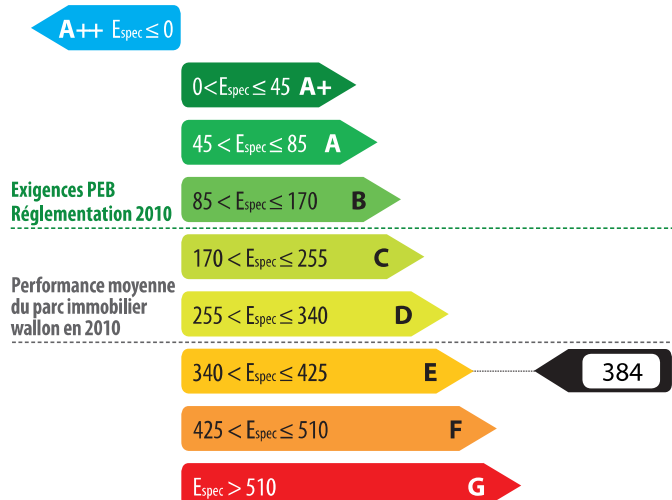 A++ Espec ≤ 0
0<Espec ≤ 45 A+
45 < Espec ≤ 85 A
Exigences PEB
Réglementation 2010
85 < Espec ≤ 170 B
170 < Espec ≤ 255 C
Performance moyenne
du parc immobilier
wallon en 2010
255 < Espec ≤ 340 D
340 < Espec ≤ 425 E
384
425 < Espec ≤ 510 F
Espec > 510 G